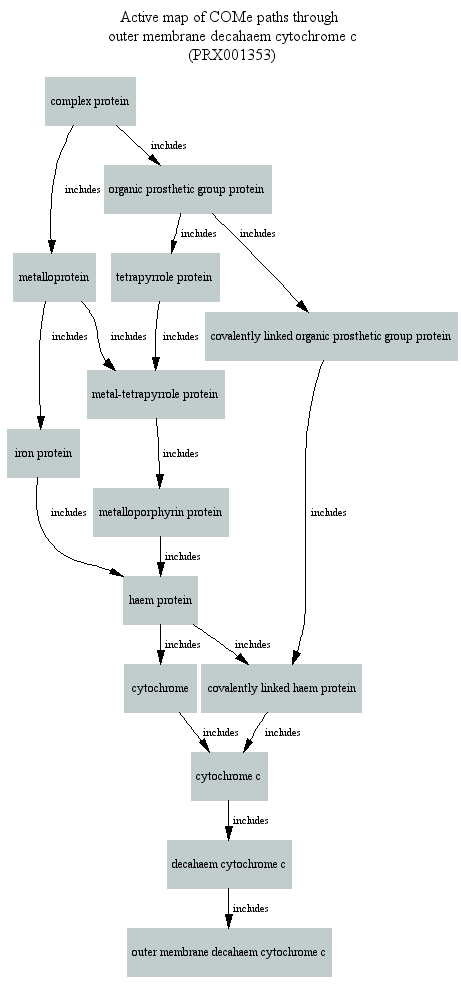 Active map of COMe paths through
outer membrane decahaem cytochrome c
(PRX001353)
complex protein
includes
includes
organic prosthetic group protein
includes
includes
metalloprotein
tetrapyrrole protein
covalently linked organic prosthetic group protein
includes
includes
includes
metal-tetrapyrrole protein
iron protein
includes
includes
metalloporphyrin protein
includes
includes
haem protein
includes
includes
cytochrome
covalently linked haem protein
includes
includes
cytochrome c
includes
decahaem cytochrome c
includes
outer membrane decahaem cytochrome c